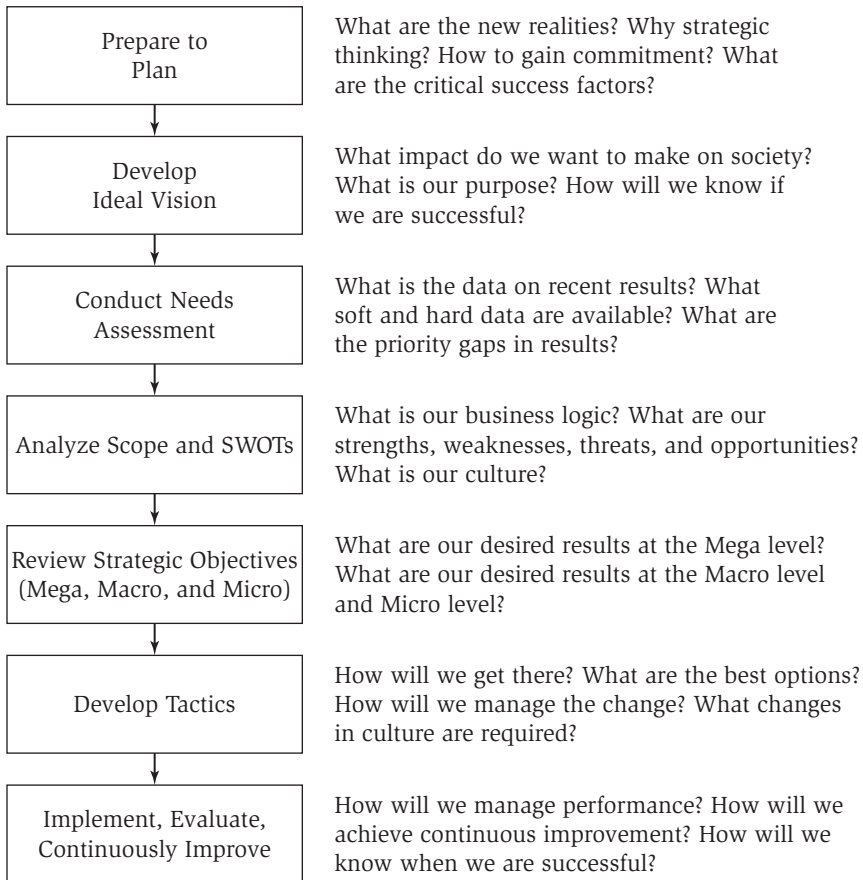 Prepare to
Plan
What are the new realities? Why strategic
thinking? How to gain commitment? What
are the critical success factors?
Develop
Ideal Vision
What impact do we want to make on society?
What is our purpose? How will we know if
we are successful?
Conduct Needs
Assessment
What is the data on recent results? What
soft and hard data are available? What are
the priority gaps in results?
Analyze Scope and SWOTs
What is our business logic? What are our
strengths, weaknesses, threats, and opportunities?
What is our culture?
Review Strategic Objectives
(Mega, Macro, and Micro)
What are our desired results at the Mega level?
What are our desired results at the Macro level
and Micro level?
Develop Tactics
How will we get there? What are the best options?
How will we manage the change? What changes
in culture are required?
Implement, Evaluate,
Continuously Improve
How will we manage performance? How will we
achieve continuous improvement? How will we
know when we are successful?